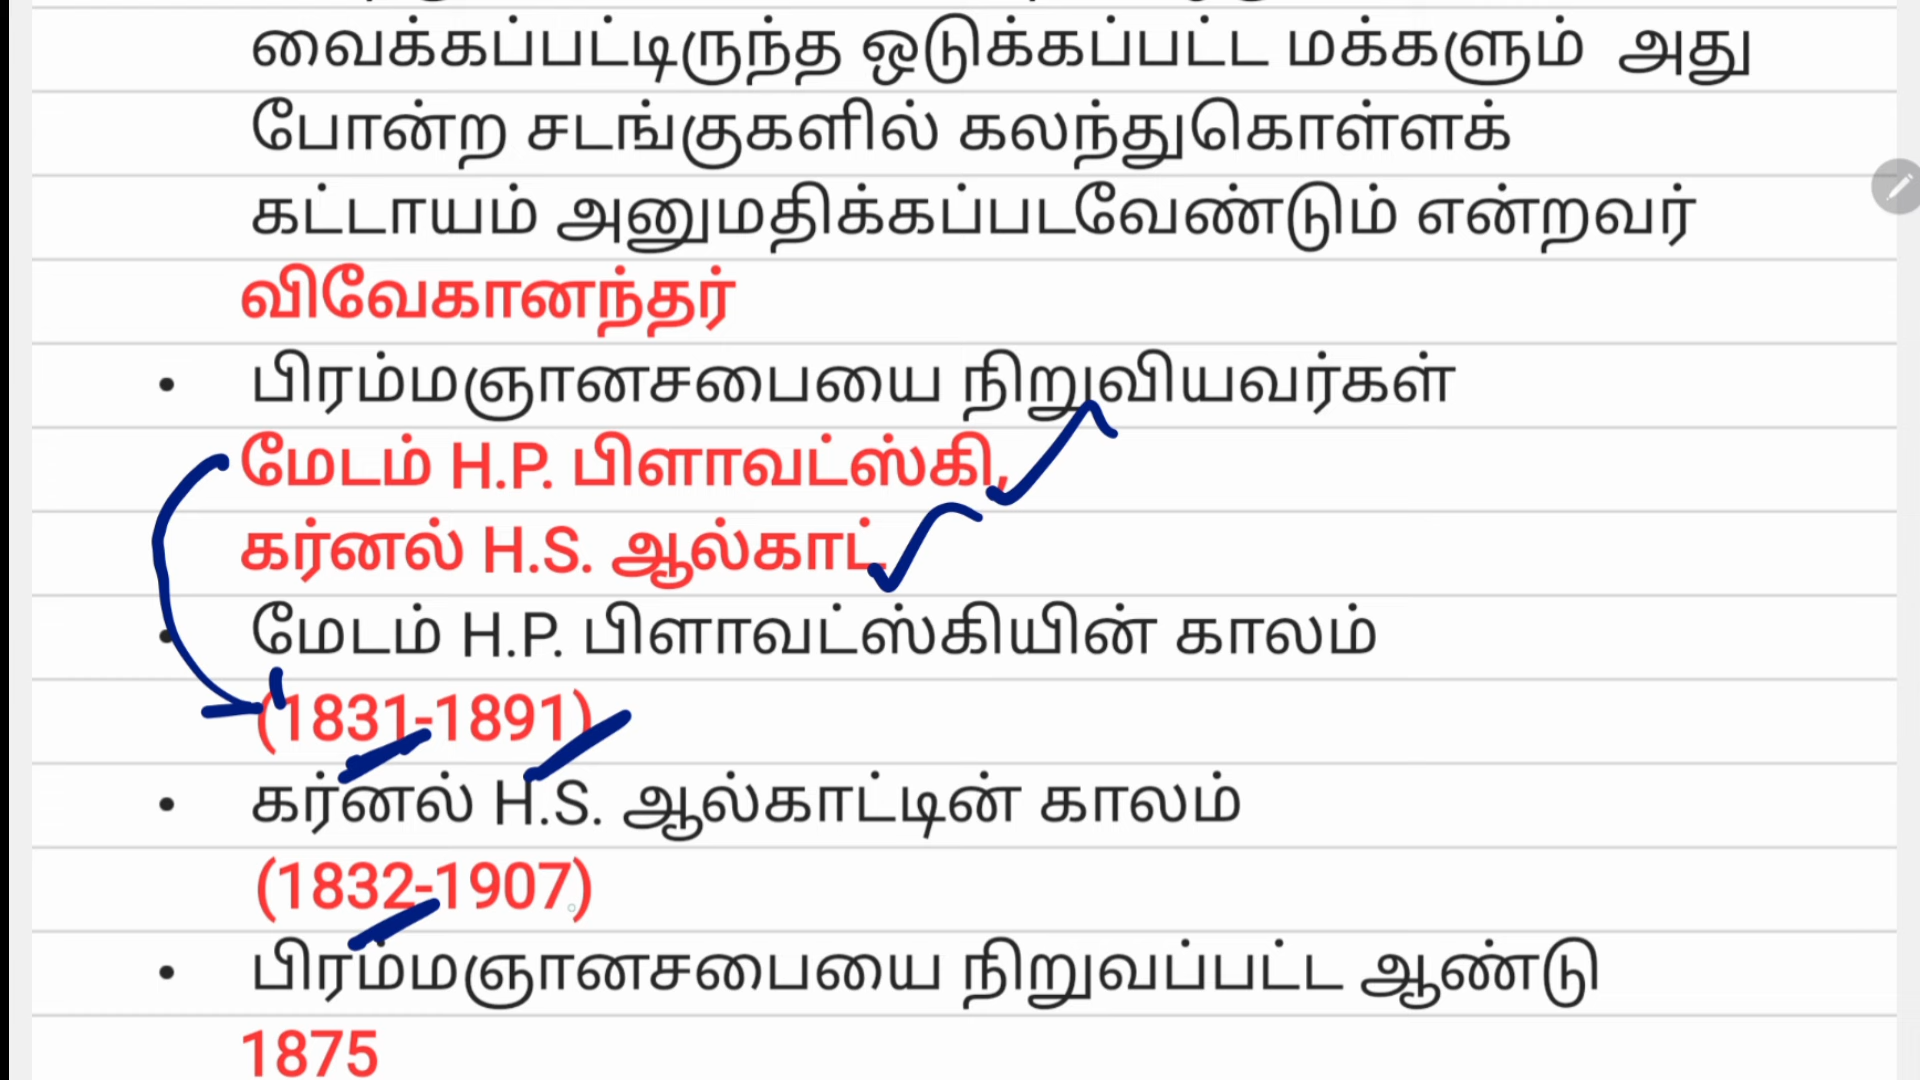 வைக்கப்பட்டிருந்த ஒடுக்கப்பட்ட மக்களும் அது
போன்ற சடங்குகளில் கலந்துகொள்ளக்
கட்டாயம் அனுமதிக்கப்படவேண்டும் என்றவர்
விவேகானந்தர்
• பிரம்மஞானசபையை நிறுவியவர்கள்
மேடம் H.P. பிளாவட்ஸ்கி,
கர்னல் H.S. ஆல்காட்
• மேடம் H.P. பிளாவட்ஸ்கியின் காலம்
(1831-1891)
• கர்னல் H.S. ஆல்காட்டின் காலம்
(1832-1907)
• பிரம்மஞானசபையை நிறுவப்பட்ட ஆண்டு
1875